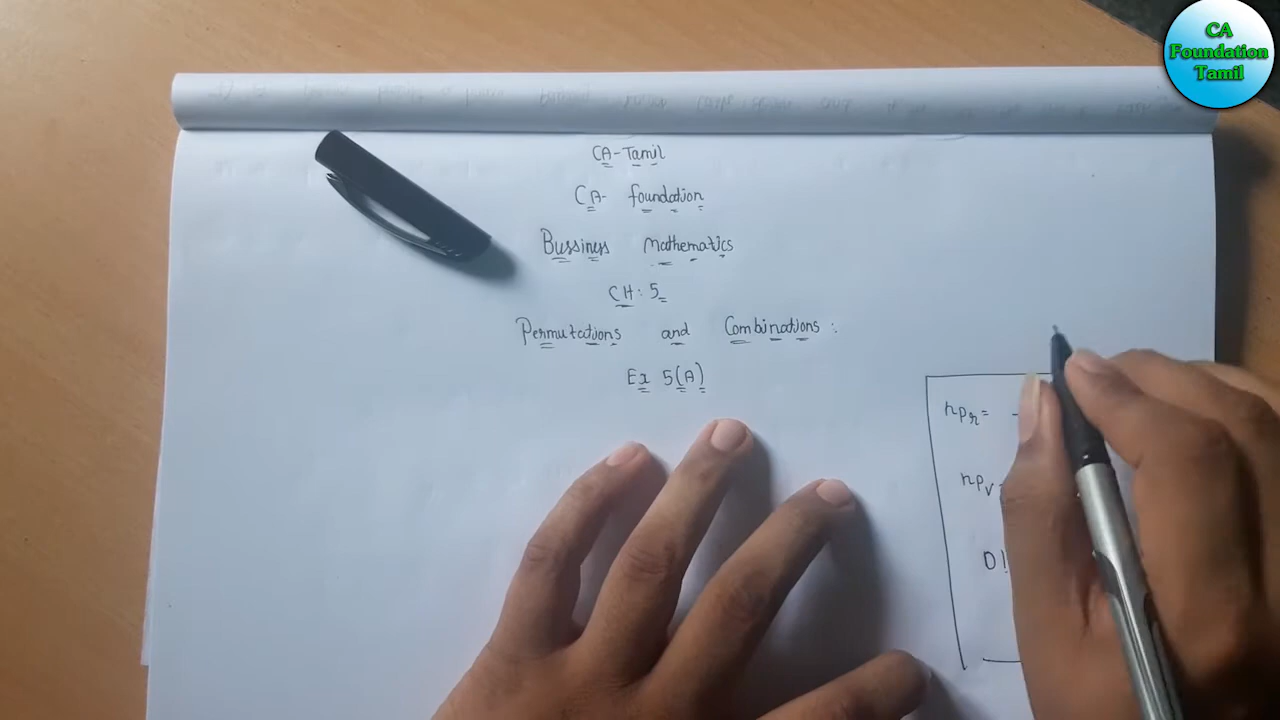 CA
Foundation
Tamil
CA-Tamil
CA- foundation
Bussiness Mathematics
CH: 5
Permutations and Combinations :
Ex 5(A)
nPr= -
nPr
0!